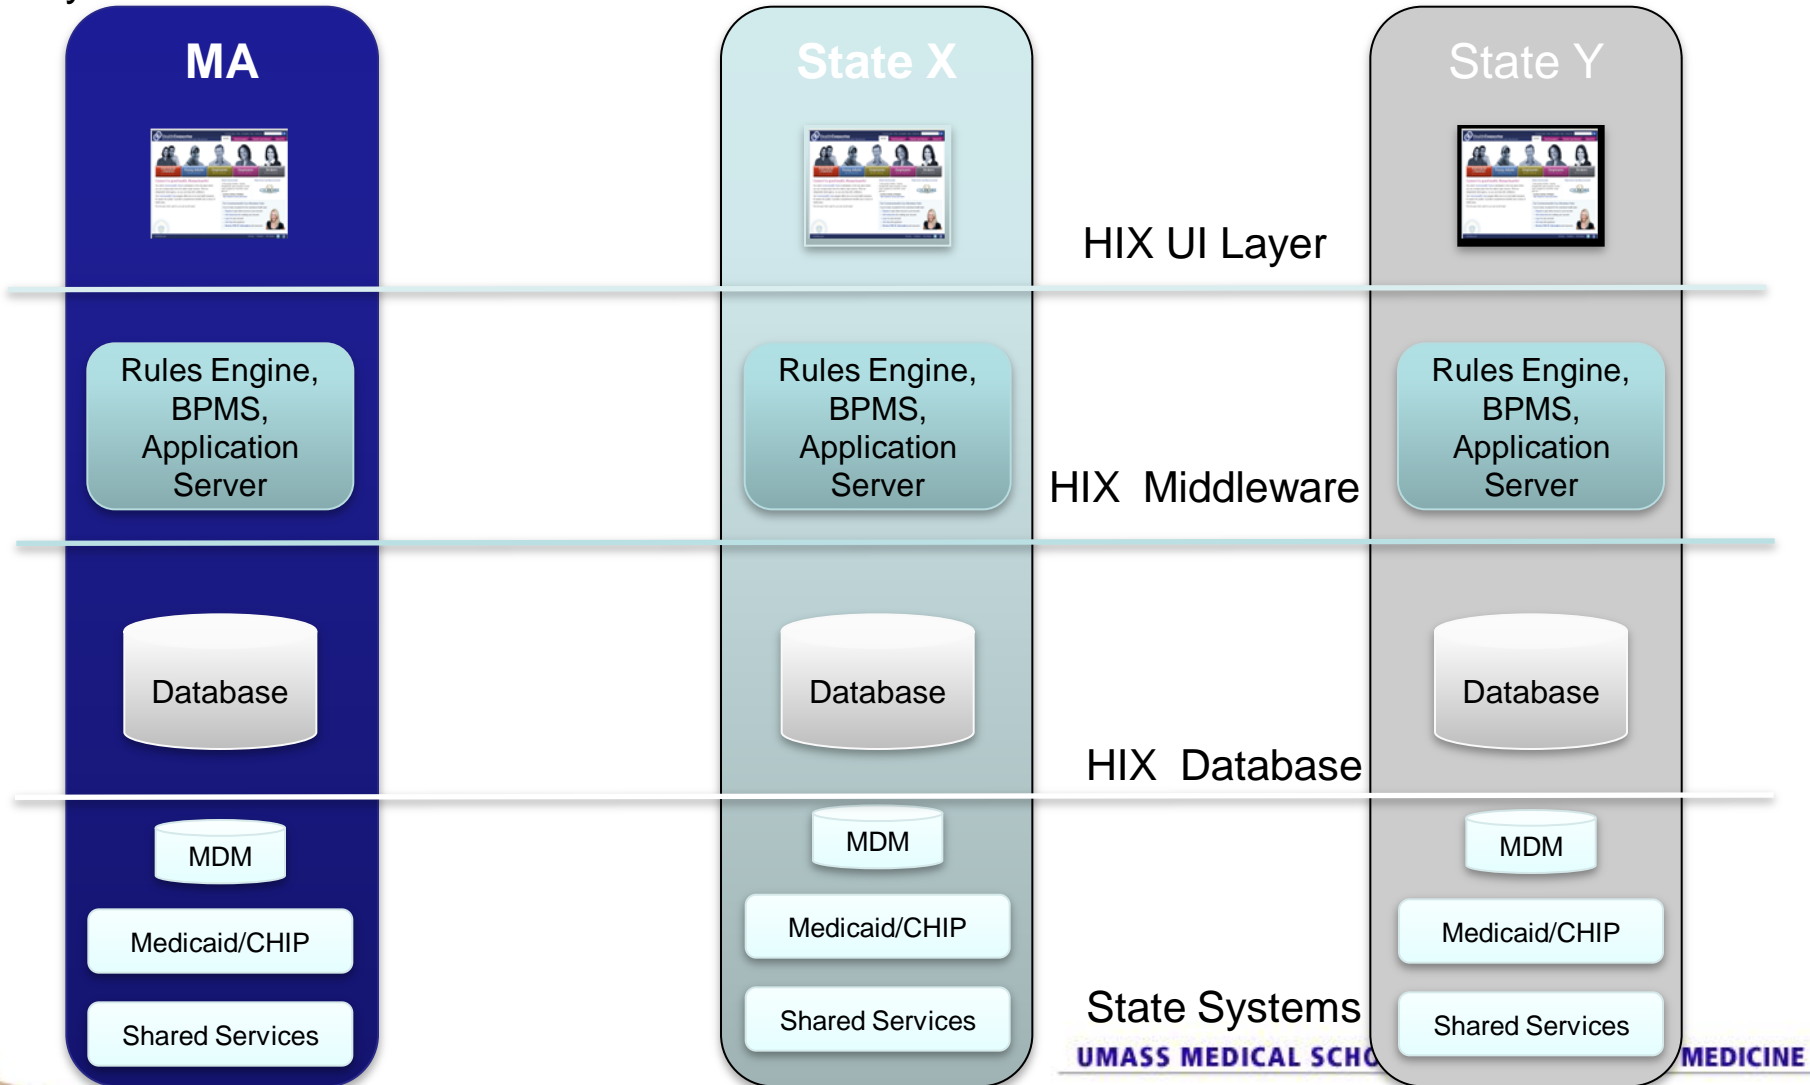 MA
State X
State Y
HIX UI Layer
Rules Engine,
BPMS,
Application
Server
Rules Engine,
BPMS,
Application
Server
HIX  Middleware
Rules Engine,
BPMS,
Application
Server
Database
Database
HIX  Database
Database
MDM
Medicaid/CHIP
Shared Services
MDM
Medicaid/CHIP
Shared Services
State Systems
MDM
Medicaid/CHIP
Shared Services
UMASS MEDICAL
MEDICINE